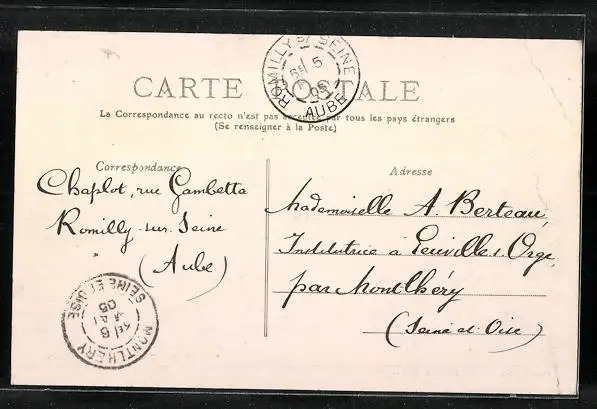 ROMILLY S/ SEINE
5
05
AUBE
CARTE POSTALE
La Correspondance au recto n'est pas acceptée par tous les pays étrangers
(Se renseigner à la Poste)
Correspondance
Chaplot, rue Gambetta
Romilly-sur-Seine
(Aube)
Adresse
Mademoiselle A. Berteau,
Institutrice à Leuville s/ Orge
par Montlhéry
(Seine et Oise)
MONTLHÉRY
6
MAI
05
SEINE ET OISE